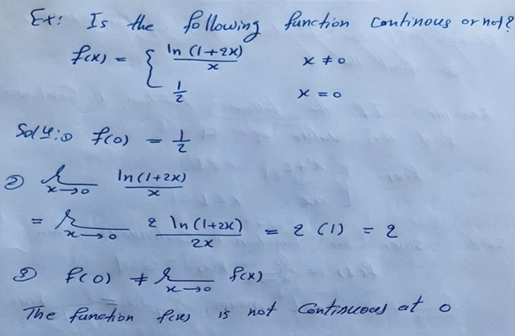 Ex: Is the following function Continous or not?
f(x) = { ln (1+2x) / x    x ≠ 0
1/2    x = 0
Sol4: ① f(0) = 1/2
② lim x→0 ln(1+2x) / x
= lim x→0 2 ln(1+2x) / 2x = 2 (1) = 2
③ f(0) ≠ lim x→0 f(x)
The function f(x) is not Continuous at 0